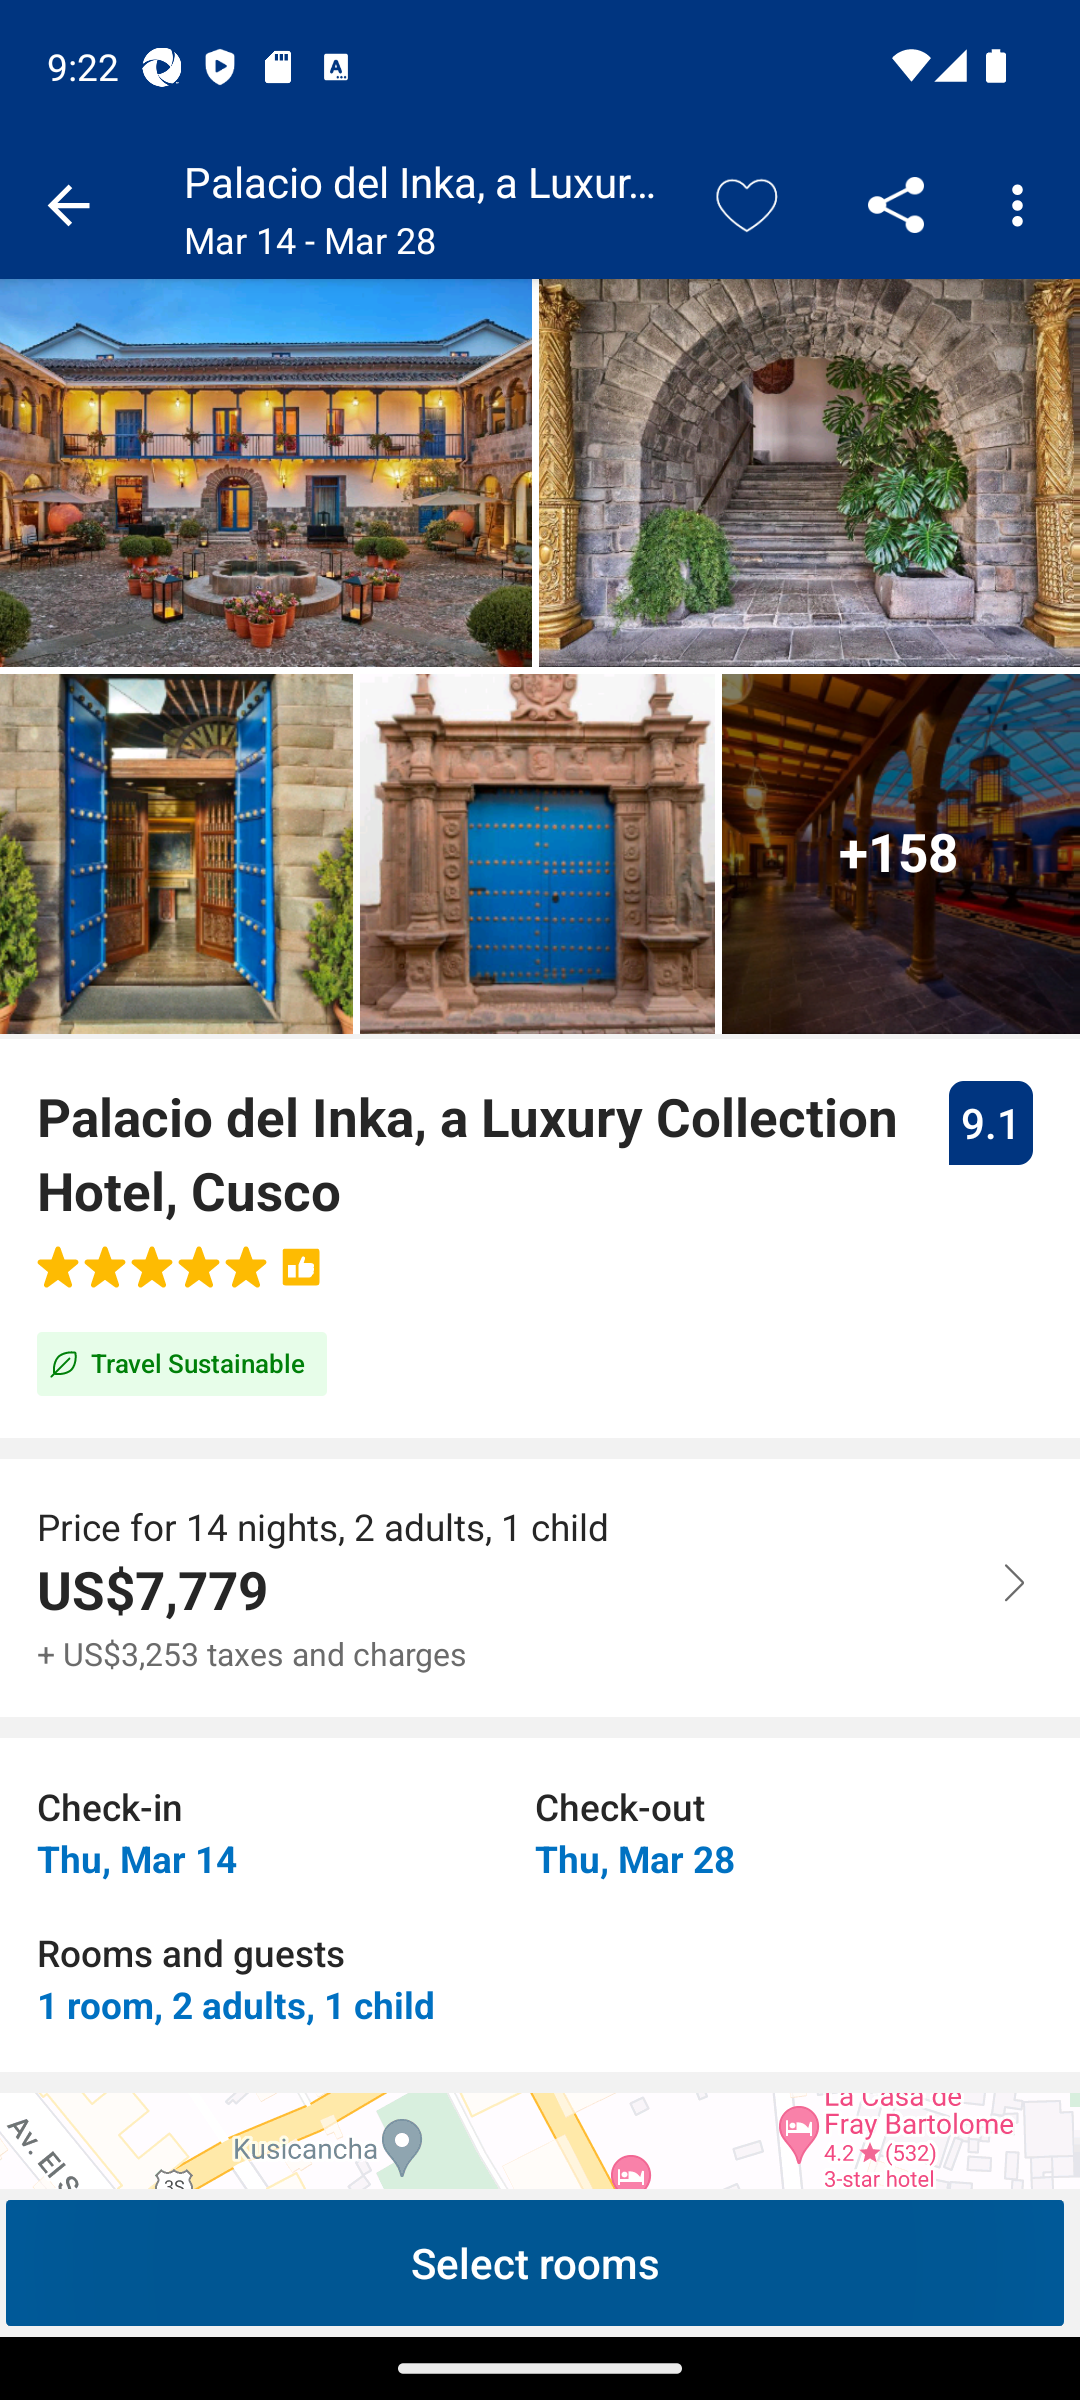 9:22
Palacio del Inka, a Luxur...
Mar 14 - Mar 28
+158
Palacio del Inka, a Luxury Collection
Hotel, Cusco
9.1
Travel Sustainable
Price for 14 nights, 2 adults, 1 child
US$7,779
+ US$3,253 taxes and charges
Check-in
Check-out
Thu, Mar 14
Thu, Mar 28
Rooms and guests
1 room, 2 adults, 1 child
La Casa de
Fray Bartolome
4.2 ★ (532)
3-star hotel
Kusicancha
Av. El S
3S
Select rooms